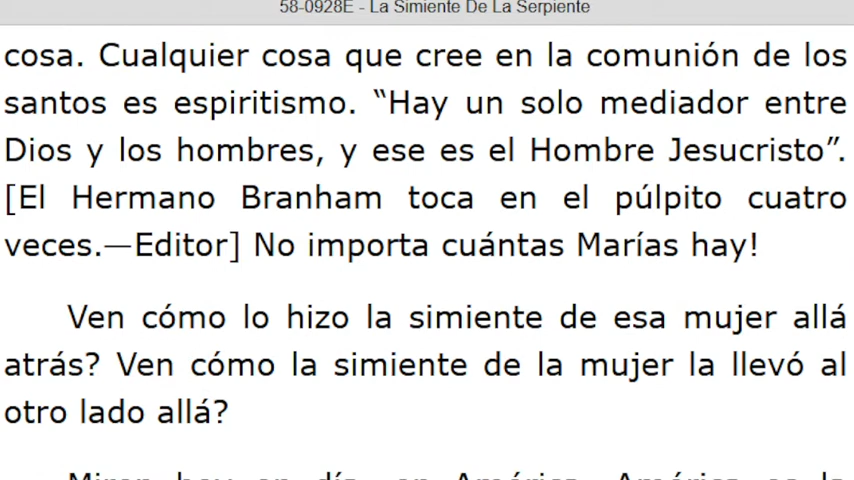 58-0928E - La Simiente De La Serpiente
cosa. Cualquier cosa que cree en la comunión de los
santos es espiritismo. “Hay un solo mediador entre
Dios y los hombres, y ese es el Hombre Jesucristo”.
[El Hermano Branham toca en el púlpito cuatro
veces.—Editor] No importa cuántas Marías hay!
Ven cómo lo hizo la simiente de esa mujer allá
atrás? Ven cómo la simiente de la mujer la llevó al
otro lado allá?